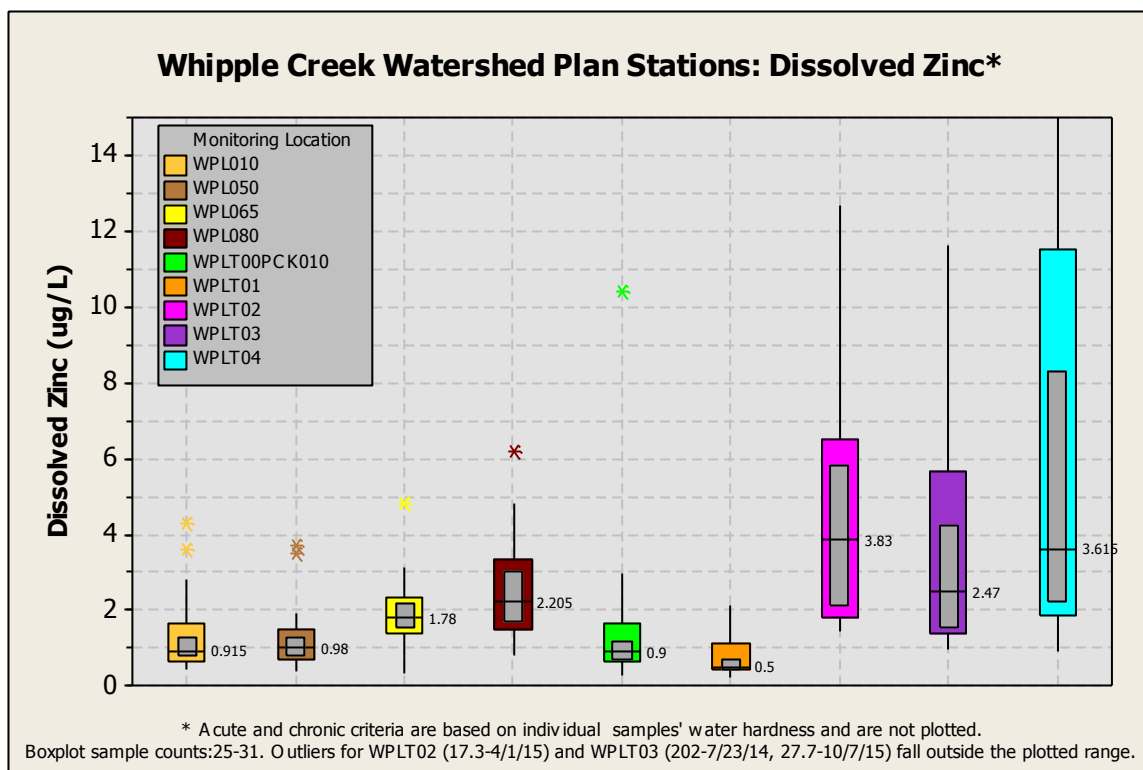 Whipple Creek Watershed Plan Stations: Dissolved Zinc*
Dissolved Zinc (ug/L)
14
12
10
8
6
4
2
0
Monitoring Location
WPL010
WPL050
WPL065
WPL080
WPLT00PCK010
WPLT01
WPLT02
WPLT03
WPLT04
0.915
0.98
1.78
2.205
0.9
0.5
3.83
2.47
3.615
* Acute and chronic criteria are based on individual samples' water hardness and are not plotted.
Boxplot sample counts:25-31. Outliers for WPLT02 (17.3-4/1/15) and WPLT03 (202-7/23/14, 27.7-10/7/15) fall outside the plotted range.